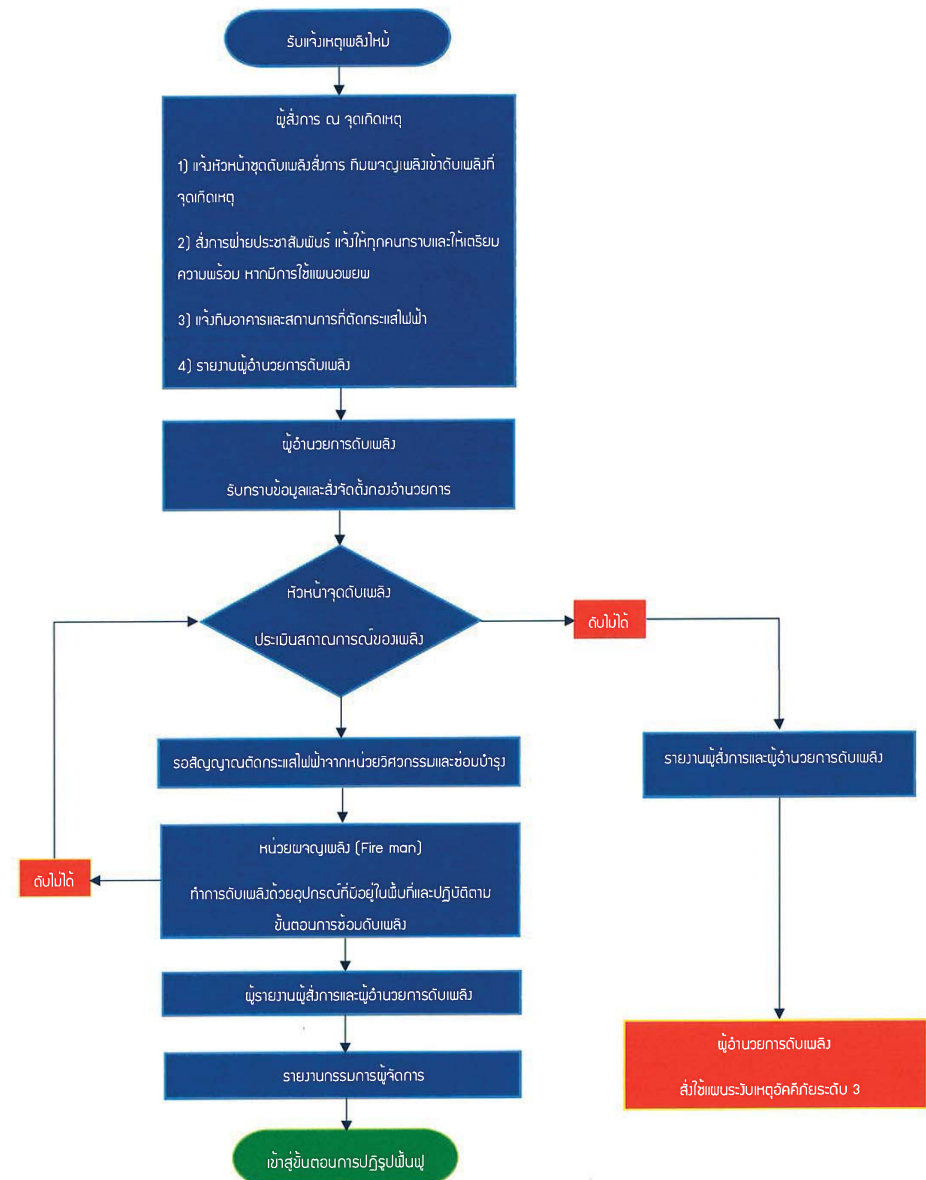 รับแจ้งเหตุเพลิงไหม้
ผู้สั่งการ ณ จุดเกิดเหตุ
1) แจ้งหัวหน้าชุดดับเพลิงสั่งการ ทีมผจญเพลิงเข้าดับเพลิงที่
จุดเกิดเหตุ
2) สั่งการฝ่ายประชาสัมพันธ์ แจ้งให้ทุกคนทราบและให้เตรียม
ความพร้อม หากมีการใช้แผนอพยพ
3) แจ้งทีมอาคารและสถานการที่ตัดกระแสไฟฟ้า
4) รายงานผู้อำนวยการดับเพลิง
ผู้อำนวยการดับเพลิง
รับทราบข้อมูลและสั่งจัดตั้งกองอำนวยการ
หัวหน้าจุดดับเพลิง
ประเมินสถาณการณ์ของเพลิง
ดับไม่ได้
รอสัญญาณตัดกระแสไฟฟ้าจากหน่วยวิศวกรรมและซ่อมบำรุง
รายงานผู้สั่งการและผู้อำนวยการดับเพลิง
หน่วยผจญเพลิง (Fire man)
ทำการดับเพลิงด้วยอุปกรณ์ที่มีอยู่ในพื้นที่และปฏิบัติตาม
ขั้นตอนการซ้อมดับเพลิง
ดับไม่ได้
ผู้รายงานผู้สั่งการและผู้อำนวยการดับเพลิง
รายงานกรรมการผู้จัดการ
ผู้อำนวยการดับเพลิง
สั่งใช้แผนระงับเหตุอัคคีภัยระดับ 3
เข้าสู่ขั้นตอนการปฏิรูปฟื้นฟู